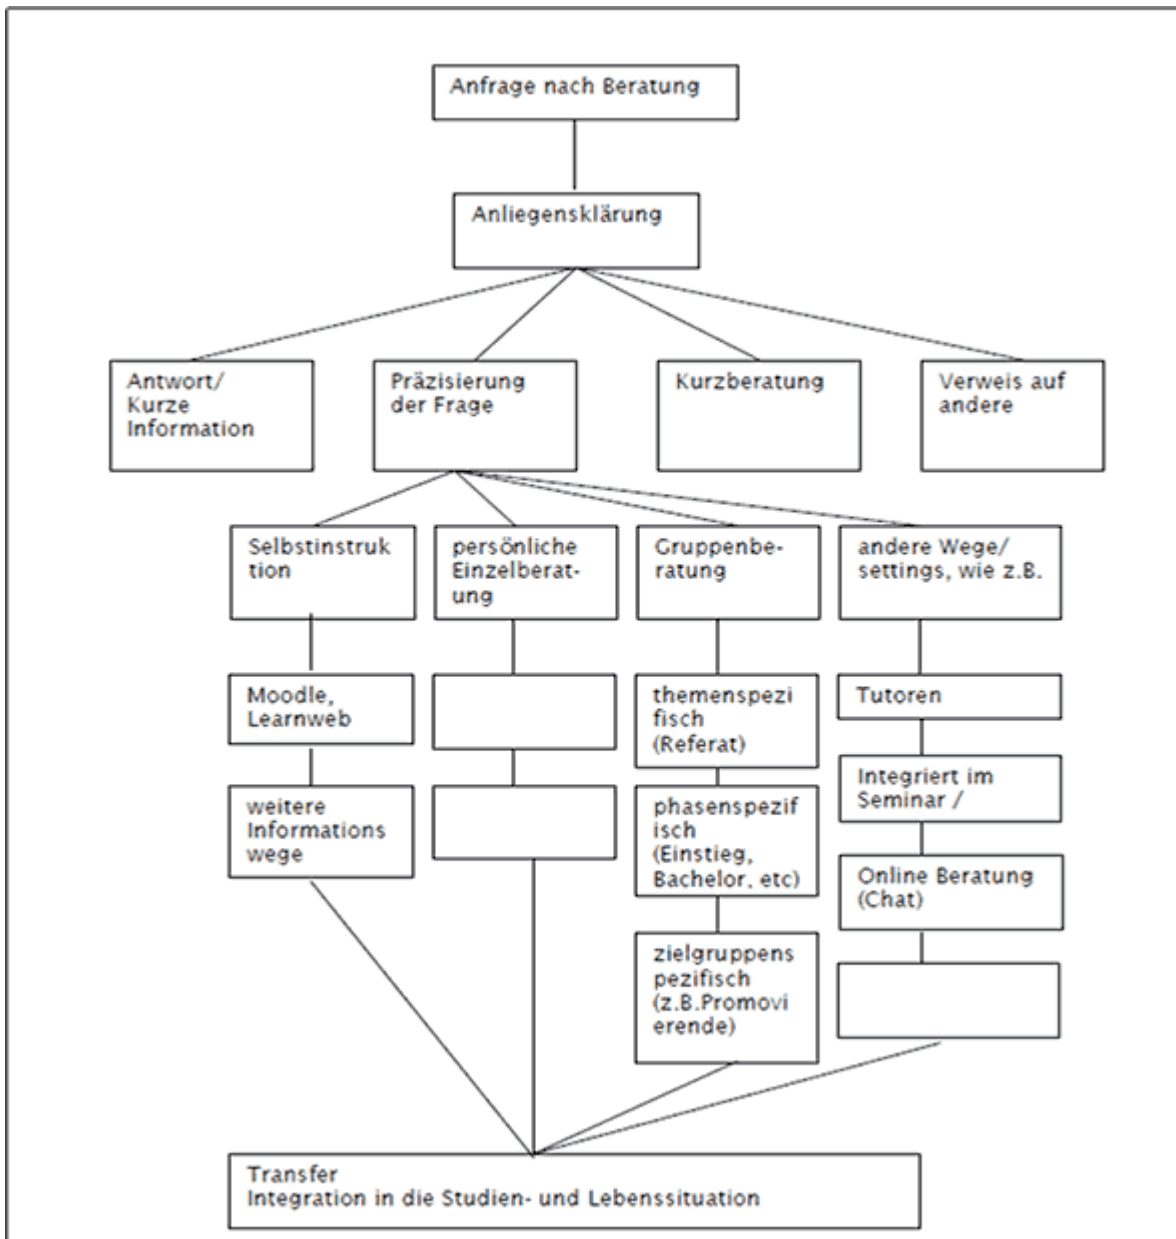 Anfrage nach Beratung
Anliegensklärung
Antwort/
Kurze
Information
Präzisierung
der Frage
Kurzberatung
Verweis auf
andere
Selbstinstruk
tion
persönliche
Einzelberat-
ung
Gruppenbe-
ratung
andere Wege/
settings, wie z.B.
Moodle,
Learnweb
weitere
Informations
wege
themenspezi
fisch
(Referat)
phasenspezif
isch
(Einstieg,
Bachelor, etc)
zielgruppens
pezifisch
(z.B.Promovi
erende)
Tutoren
Integriert im
Seminar /
Online Beratung
(Chat)
Transfer
Integration in die Studien- und Lebenssituation